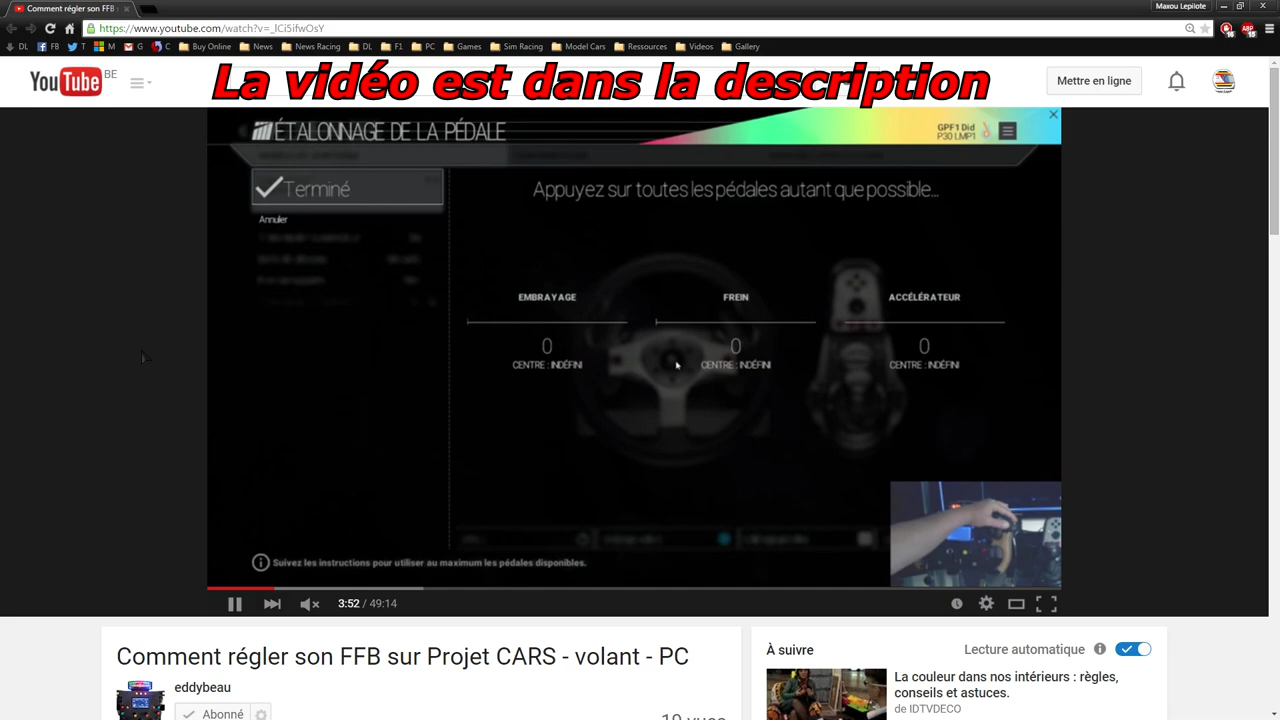 Comment régler son FFB
Maxou Lepilote
https://www.youtube.com/watch?v=_lCi5ifwOsY
DL FB T M G C Buy Online News News Racing DL F1 PC Games Sim Racing Model Cars Ressources Videos Gallery
YouTube BE
La vidéo est dans la description
Mettre en ligne
ÉTALONNAGE DE LA PÉDALE
GPF1 Did
P30 LMP1
Terminé
Appuyez sur toutes les pédales autant que possible...
Annuler
EMBRAYAGE FREIN ACCÉLÉRATEUR
0 0 0
CENTRE : INDÉFINI CENTRE : INDÉFINI CENTRE : INDÉFINI
Suivez les instructions pour utiliser au maximum les pédales disponibles.
3:52 / 49:14
Comment régler son FFB sur Projet CARS - volant - PC
eddybeau
Abonné
À suivre
Lecture automatique
La couleur dans nos intérieurs : règles,
conseils et astuces.
de IDTVDECO